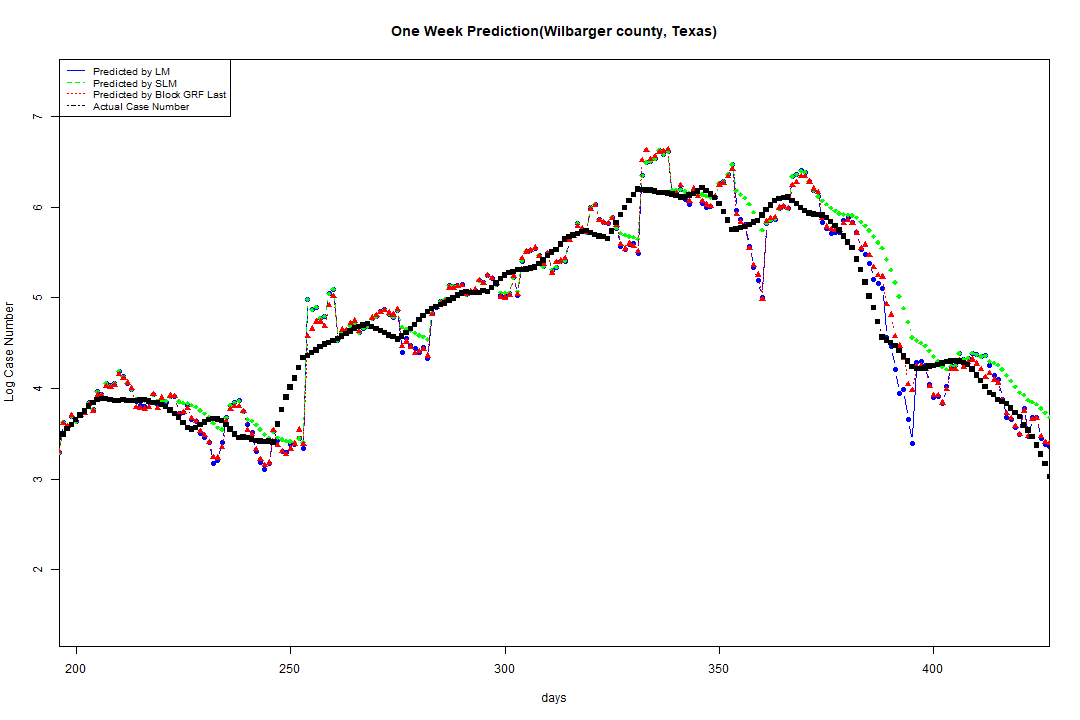 One Week Prediction(Wilbarger county, Texas)
Predicted by LM
Predicted by SLM
Predicted by Block GRF Last
Actual Case Number
Log Case Number
7
6
5
4
3
2
200 250 300 350 400
days